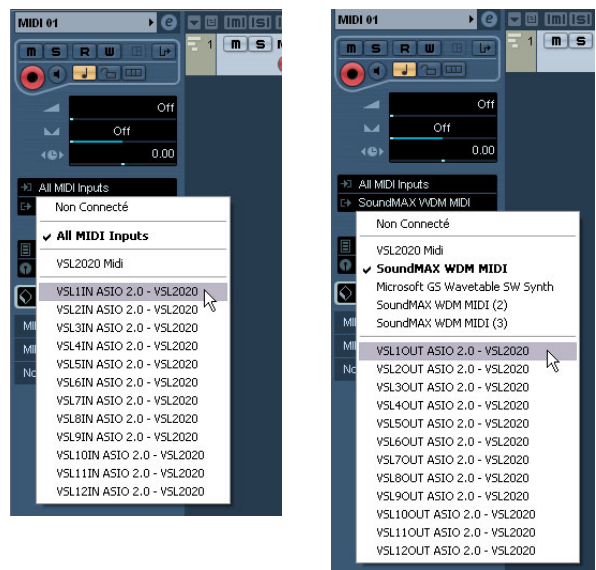 MIDI 01
e
M S R W
1 M S
Off
Off
0.00
All MIDI Inputs
Non Connecté
✓ All MIDI Inputs
VSL2020 Midi
VSL1IN ASIO 2.0 - VSL2020
VSL2IN ASIO 2.0 - VSL2020
VSL3IN ASIO 2.0 - VSL2020
VSL4IN ASIO 2.0 - VSL2020
VSL5IN ASIO 2.0 - VSL2020
VSL6IN ASIO 2.0 - VSL2020
VSL7IN ASIO 2.0 - VSL2020
VSL8IN ASIO 2.0 - VSL2020
VSL9IN ASIO 2.0 - VSL2020
VSL10IN ASIO 2.0 - VSL2020
VSL11IN ASIO 2.0 - VSL2020
VSL12IN ASIO 2.0 - VSL2020
MIDI 01
e
M S R W
1 M S
Off
Off
0.00
All MIDI Inputs
SoundMAX WDM MIDI
Non Connecté
VSL2020 Midi
✓ SoundMAX WDM MIDI
Microsoft GS Wavetable SW Synth
SoundMAX WDM MIDI (2)
SoundMAX WDM MIDI (3)
VSL1OUT ASIO 2.0 - VSL2020
VSL2OUT ASIO 2.0 - VSL2020
VSL3OUT ASIO 2.0 - VSL2020
VSL4OUT ASIO 2.0 - VSL2020
VSL5OUT ASIO 2.0 - VSL2020
VSL6OUT ASIO 2.0 - VSL2020
VSL7OUT ASIO 2.0 - VSL2020
VSL8OUT ASIO 2.0 - VSL2020
VSL9OUT ASIO 2.0 - VSL2020
VSL10OUT ASIO 2.0 - VSL2020
VSL11OUT ASIO 2.0 - VSL2020
VSL12OUT ASIO 2.0 - VSL2020